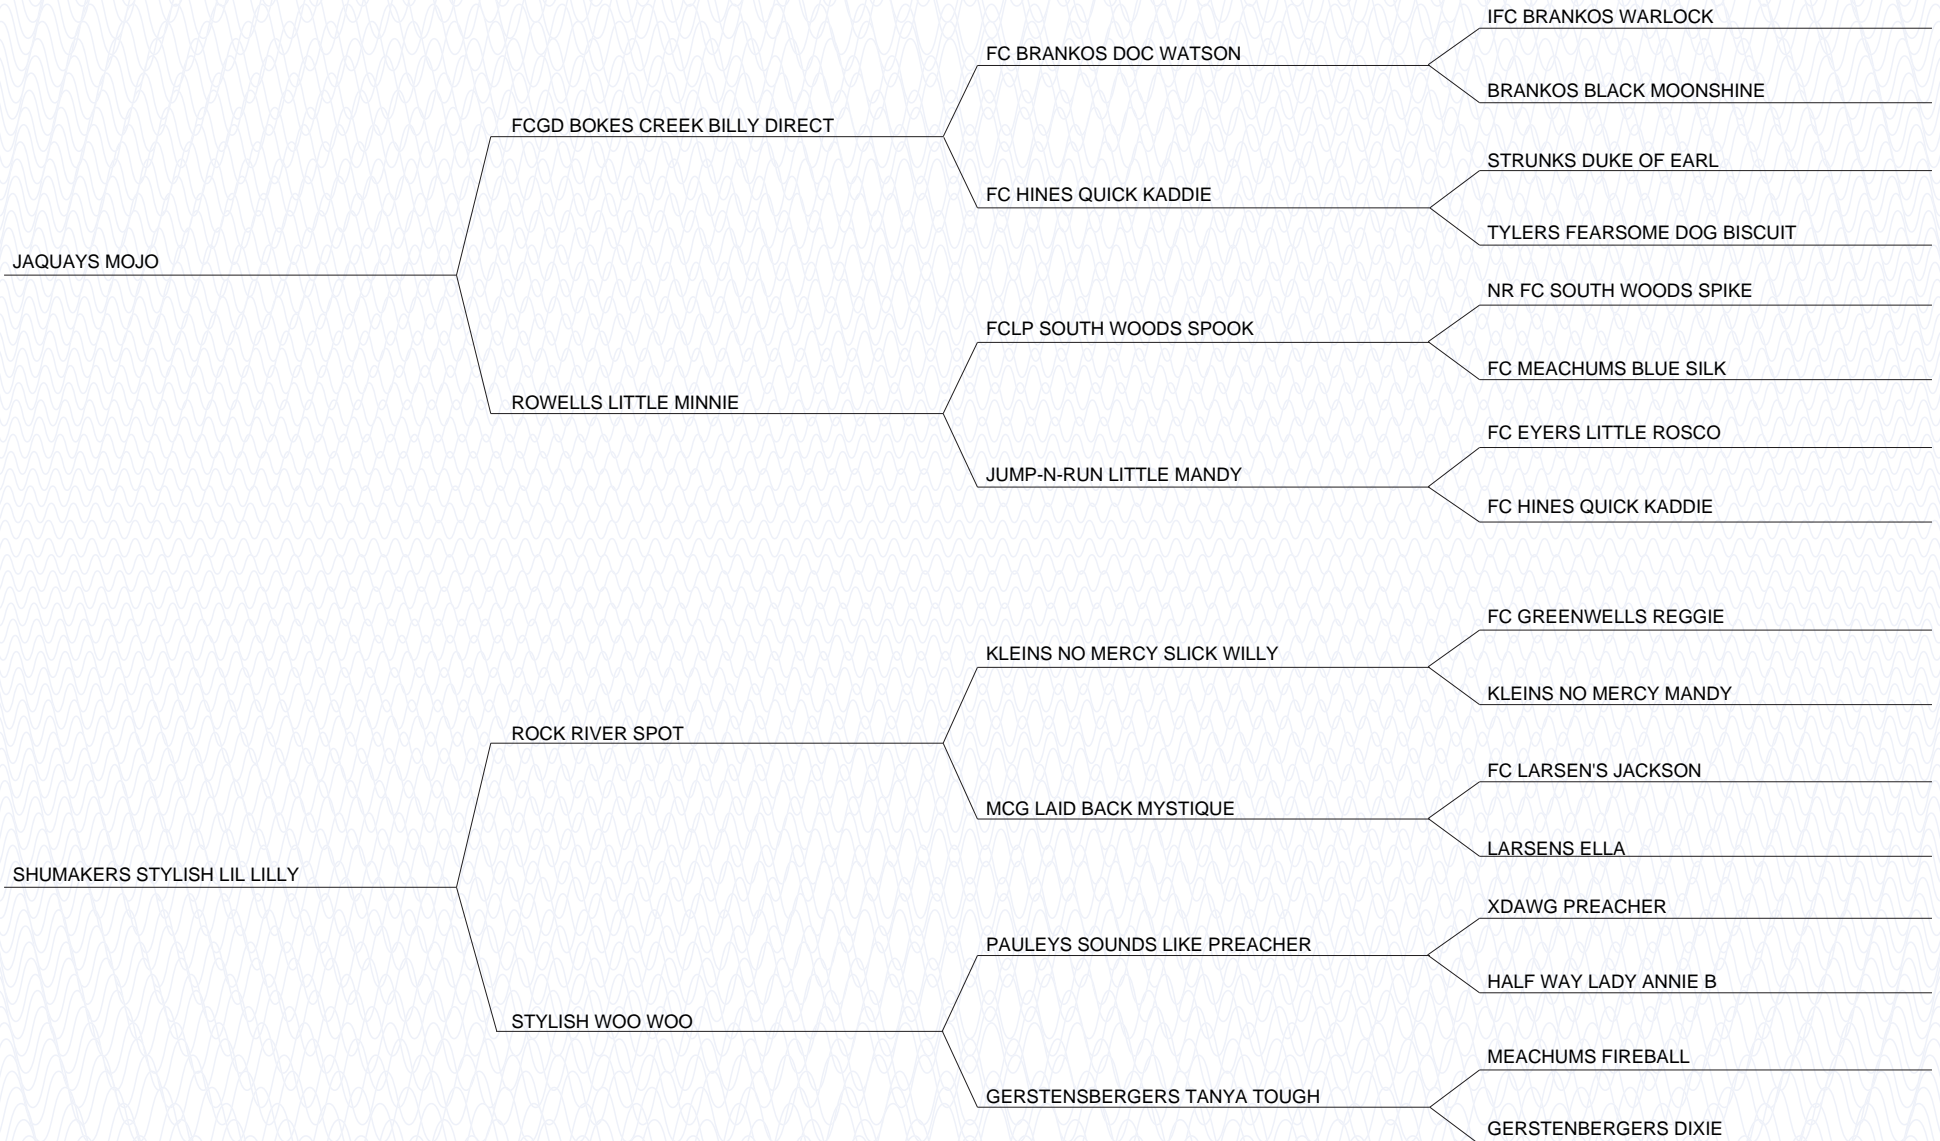 IFC BRANKOS WARLOCK
FC BRANKOS DOC WATSON
BRANKOS BLACK MOONSHINE
FCGD BOKES CREEK BILLY DIRECT
STRUNKS DUKE OF EARL
FC HINES QUICK KADDIE
TYLERS FEARSOME DOG BISCUIT
JAQUAYS MOJO
NR FC SOUTH WOODS SPIKE
FCLP SOUTH WOODS SPOOK
FC MEACHUMS BLUE SILK
ROWELLS LITTLE MINNIE
FC EYERS LITTLE ROSCO
JUMP-N-RUN LITTLE MANDY
FC HINES QUICK KADDIE
FC GREENWELLS REGGIE
KLEINS NO MERCY SLICK WILLY
KLEINS NO MERCY MANDY
ROCK RIVER SPOT
FC LARSEN'S JACKSON
MCG LAID BACK MYSTIQUE
LARSENS ELLA
SHUMAKERS STYLISH LIL LILLY
XDAWG PREACHER
PAULEYS SOUNDS LIKE PREACHER
HALF WAY LADY ANNIE B
STYLISH WOO WOO
MEACHUMS FIREBALL
GERSTENSBERGERS TANYA TOUGH
GERSTENBERGERS DIXIE